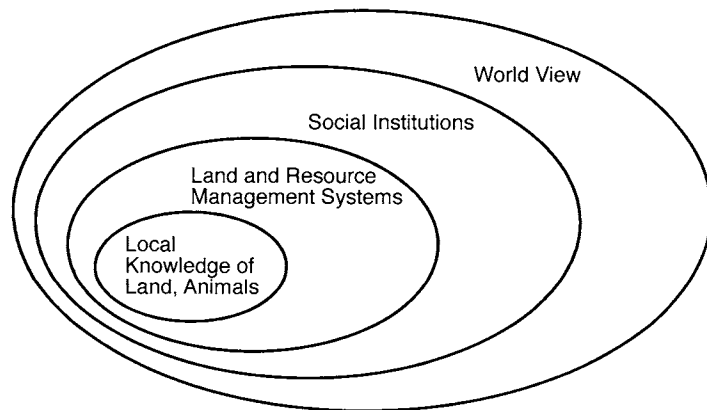 World View
Social Institutions
Land and Resource
Management Systems
Local
Knowledge of
Land, Animals